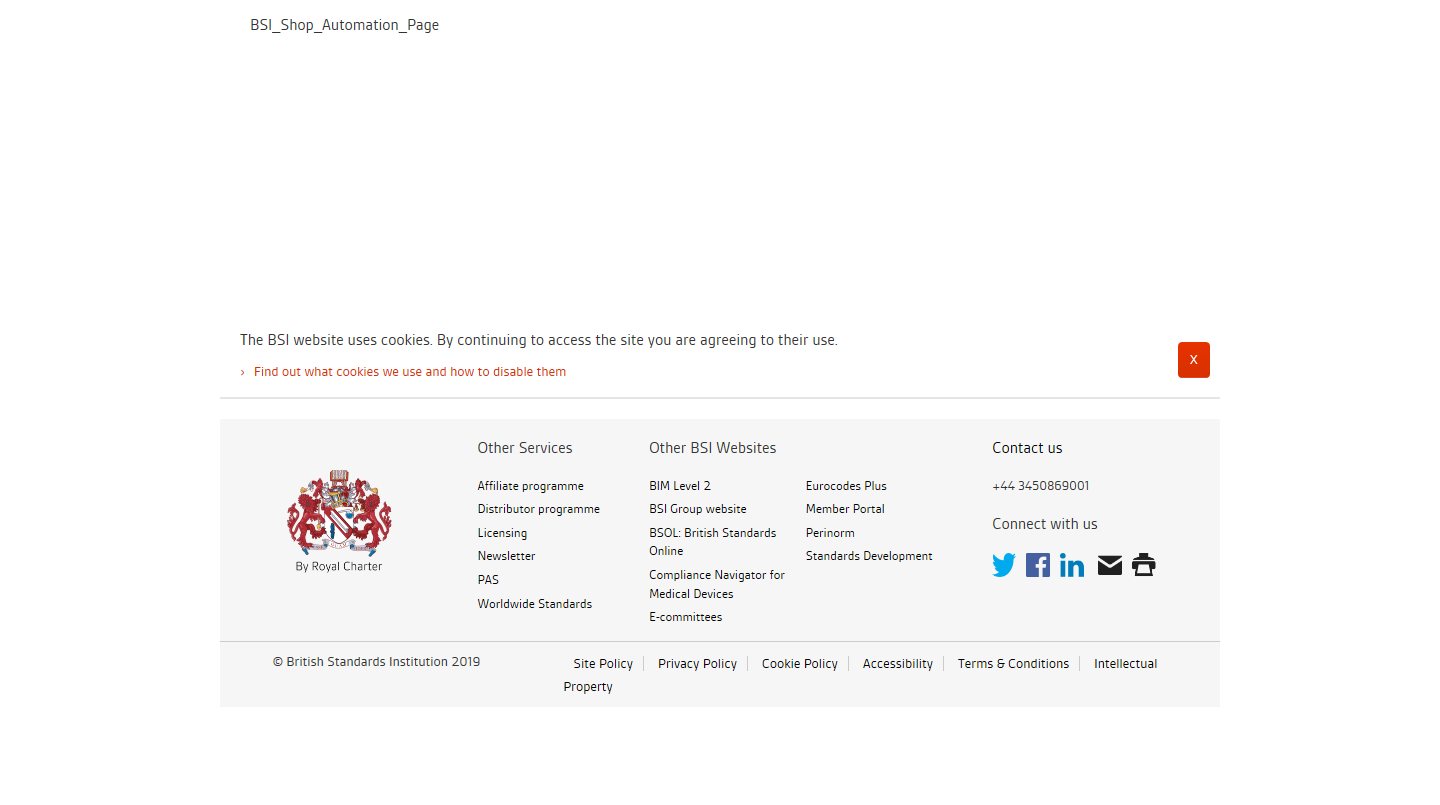 BSI_Shop_Automation_Page
The BSI website uses cookies. By continuing to access the site you are agreeing to their use.
› Find out what cookies we use and how to disable them
X
By Royal Charter
Other Services
Affiliate programme
Distributor programme
Licensing
Newsletter
PAS
Worldwide Standards
Other BSI Websites
BIM Level 2
BSI Group website
BSOL: British Standards
Online
Compliance Navigator for
Medical Devices
E-committees
Eurocodes Plus
Member Portal
Perinorm
Standards Development
Contact us
+44 3450869001
Connect with us
© British Standards Institution 2019
Site Policy
Privacy Policy
Cookie Policy
Accessibility
Terms & Conditions
Intellectual
Property